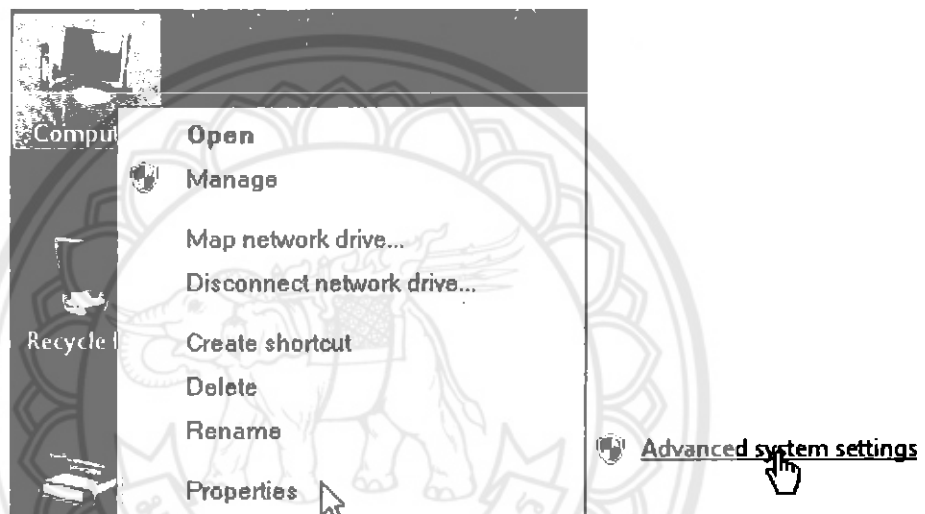 Comput
Open
Manage
Map network drive...
Disconnect network drive...
Recycle
Create shortcut
Delete
Rename
Advanced system settings
Properties